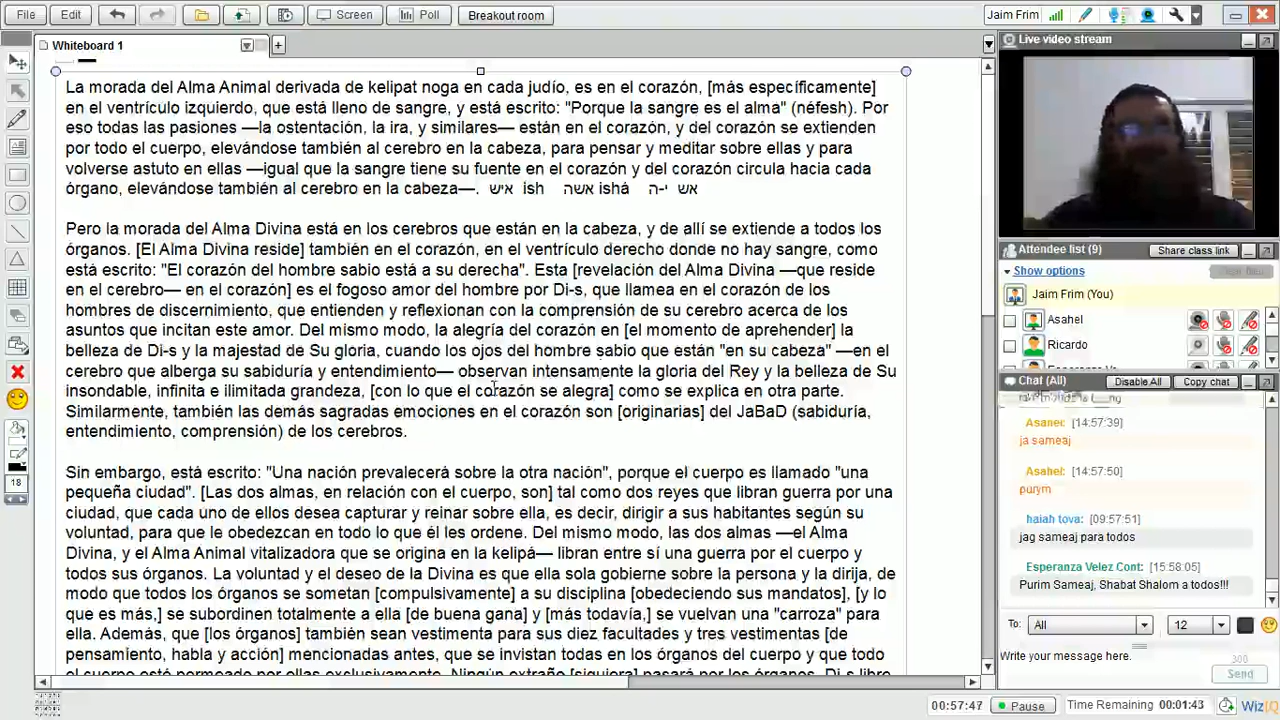 File
Edit
Screen
Poll
Breakout room
Jaim Frim
Whiteboard 1
La morada del Alma Animal derivada de kelipat noga en cada judío, es en el corazón, [más específicamente]
en el ventrículo izquierdo, que está lleno de sangre, y está escrito: "Porque la sangre es el alma" (néfesh). Por
eso todas las pasiones —la ostentación, la ira, y similares— están en el corazón, y del corazón se extienden
por todo el cuerpo, elevándose también al cerebro en la cabeza, para pensar y meditar sobre ellas y para
volverse astuto en ellas —igual que la sangre tiene su fuente en el corazón y del corazón circula hacia cada
órgano, elevándose también al cerebro en la cabeza—. איש ish אשה ishá אש י-ה
Pero la morada del Alma Divina está en los cerebros que están en la cabeza, y de allí se extiende a todos los
órganos. [El Alma Divina reside] también en el corazón, en el ventrículo derecho donde no hay sangre, como
está escrito: "El corazón del hombre sabio está a su derecha". Esta [revelación del Alma Divina —que reside
en el cerebro— en el corazón] es el fogoso amor del hombre por Di-s, que llamea en el corazón de los
hombres de discernimiento, que entienden y reflexionan con la comprensión de su cerebro acerca de los
asuntos que incitan este amor. Del mismo modo, la alegría del corazón en [el momento de aprehender] la
belleza de Di-s y la majestad de Su gloria, cuando los ojos del hombre sabio que están "en su cabeza" —en el
cerebro que alberga su sabiduría y entendimiento— observan intensamente la gloria del Rey y la belleza de Su
insondable, infinita e ilimitada grandeza, [con lo que el corazón se alegra] como se explica en otra parte.
Similarmente, también las demás sagradas emociones en el corazón son [originarias] del JaBaD (sabiduría,
entendimiento, comprensión) de los cerebros.
Sin embargo, está escrito: "Una nación prevalecerá sobre la otra nación", porque el cuerpo es llamado "una
pequeña ciudad". [Las dos almas, en relación con el cuerpo, son] tal como dos reyes que libran guerra por una
ciudad, que cada uno de ellos desea capturar y reinar sobre ella, es decir, dirigir a sus habitantes según su
voluntad, para que le obedezcan en todo lo que él les ordene. Del mismo modo, las dos almas —el Alma
Divina, y el Alma Animal vitalizadora que se origina en la kelipá— libran entre sí una guerra por el cuerpo y
todos sus órganos. La voluntad y el deseo de la Divina es que ella sola gobierne sobre la persona y la dirija, de
modo que todos los órganos se sometan [compulsivamente] a su disciplina [obedeciendo sus mandatos], [y lo
que es más,] se subordinen totalmente a ella [de buena gana] y [más todavía,] se vuelvan una "carroza" para
ella. Además, que [los órganos] también sean vestimenta para sus diez facultades y tres vestimentas [de
pensamiento, habla y acción] mencionadas antes, que se invistan todas en los órganos del cuerpo y que todo
el cuerpo esté permeado por ellas exclusivamente. Ningún extraño [siquiera] pasará por los órganos. Di-s libre
18
Live video stream
Attendee list (9)
Share class link
Show options
Jaim Frim (You)
Asahel
Ricardo
Chat (All)
Disable All
Copy chat
Asahel: [14:57:39]
ja sameaj
Asahel: [14:57:50]
purym
haiah tova: [09:57:51]
jag sameaj para todos
Esperanza Velez Cont: [15:58:05]
Purim Sameaj, Shabat Shalom a todos!!!
To:
All
12
Write your message here.
300
Send
00:57:47
Pause
Time Remaining 00:01:43
WizIQ